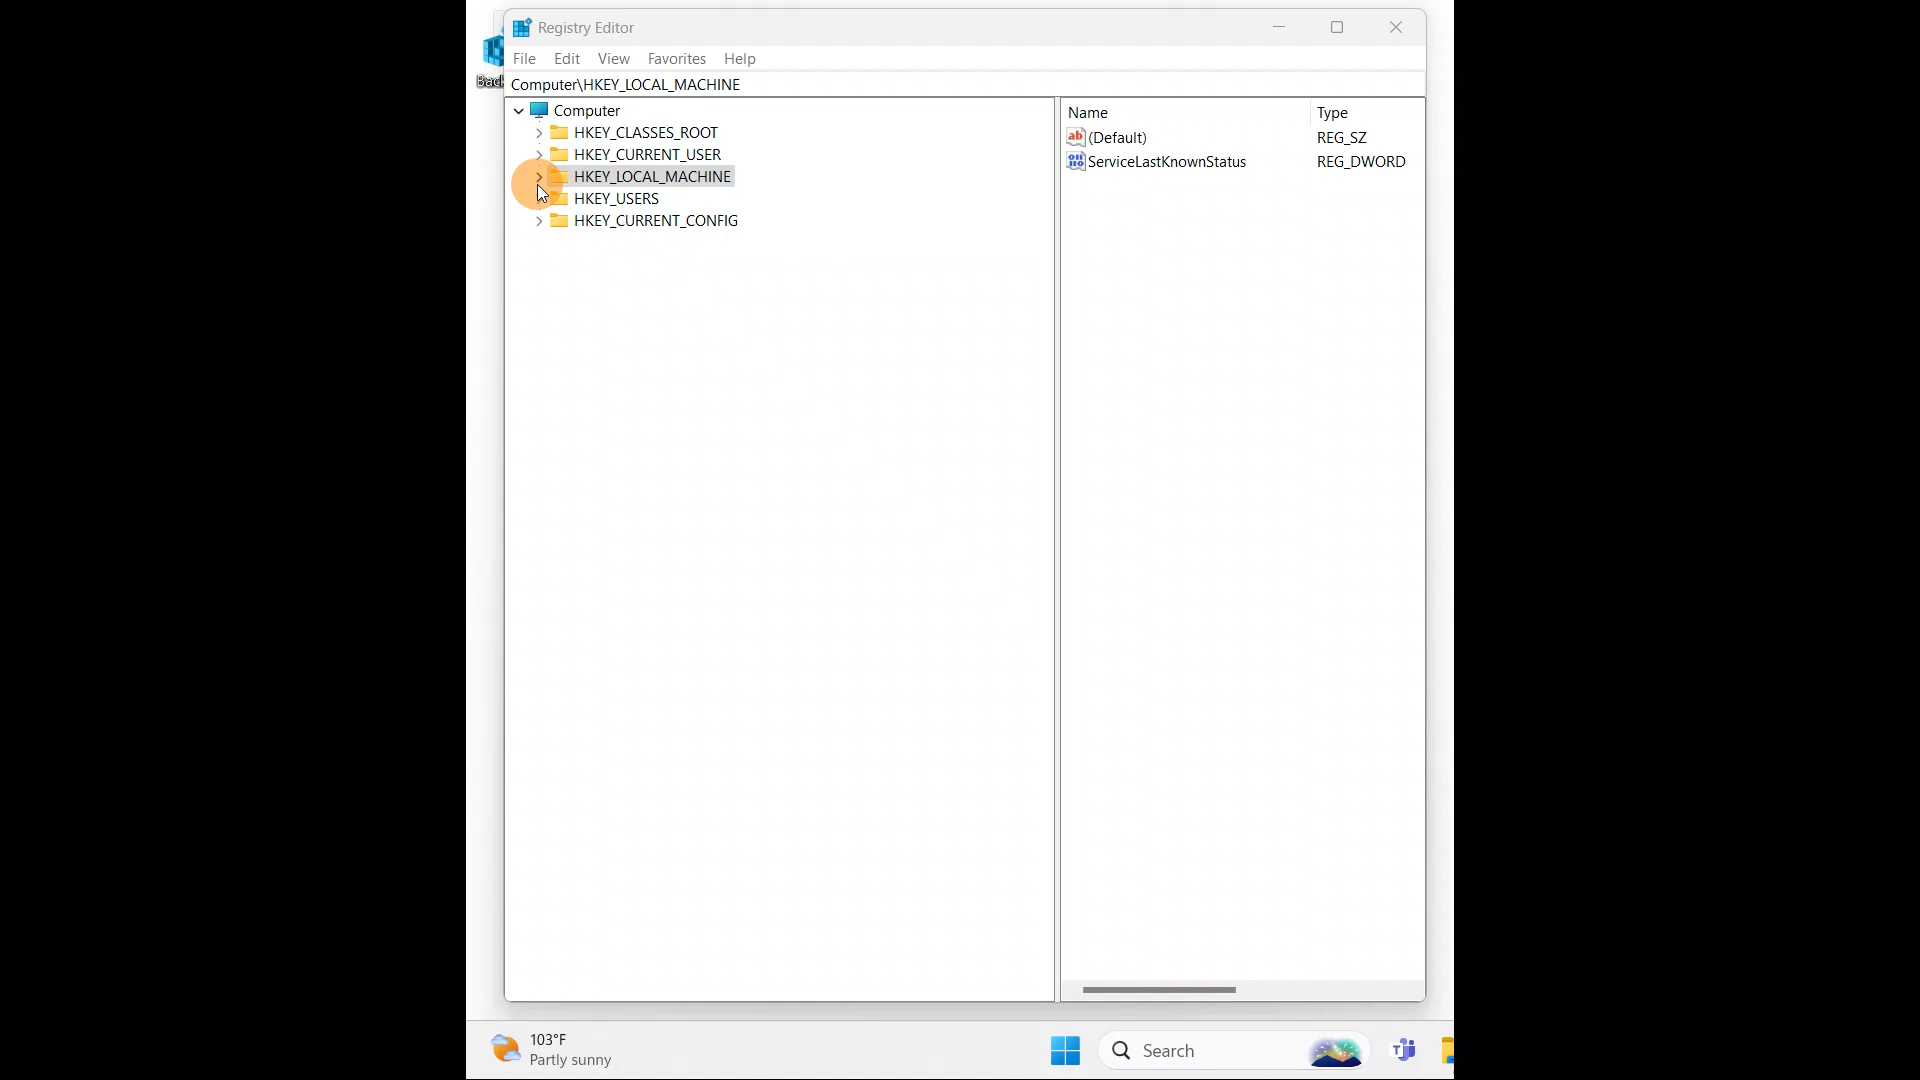 Registry Editor
File Edit View Favorites Help
Computer\HKEY_LOCAL_MACHINE
Computer
HKEY_CLASSES_ROOT
HKEY_CURRENT_USER
HKEY_LOCAL_MACHINE
HKEY_USERS
HKEY_CURRENT_CONFIG
Name Type
(Default) REG_SZ
ServiceLastKnownStatus REG_DWORD
103°F
Partly sunny
Search